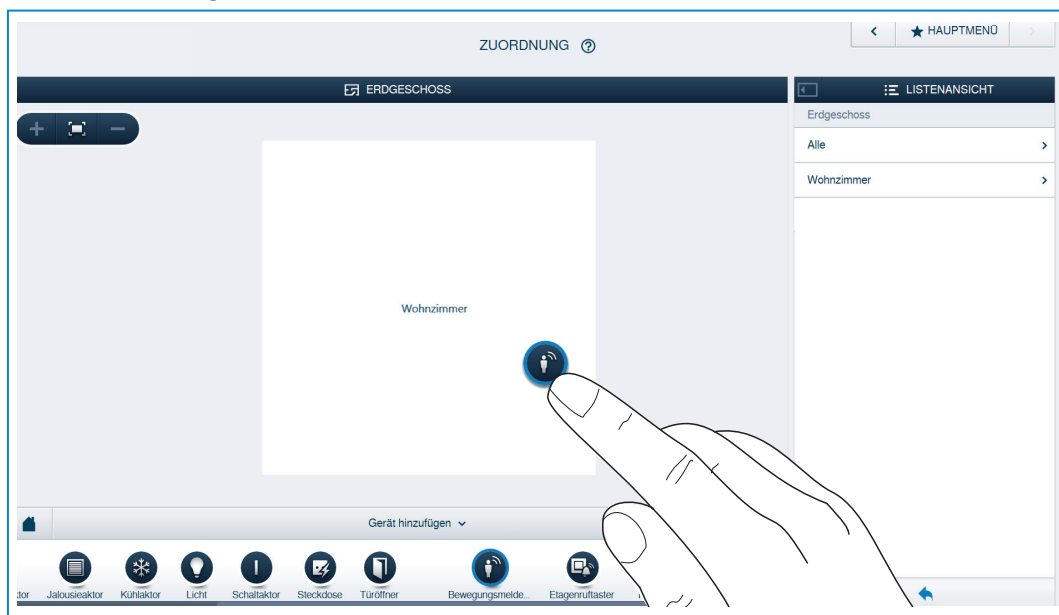 ZUORDNUNG ?
HAUPTMENÜ
ERDGESCHOSS
LISTENANSICHT
Erdgeschoss
Alle
Wohnzimmer
Wohnzimmer
Gerät hinzufügen
Jalousieaktor Kühlaktor Licht Schaltaktor Steckdose Türöffner Bewegungsmelde... Etagenruftaster